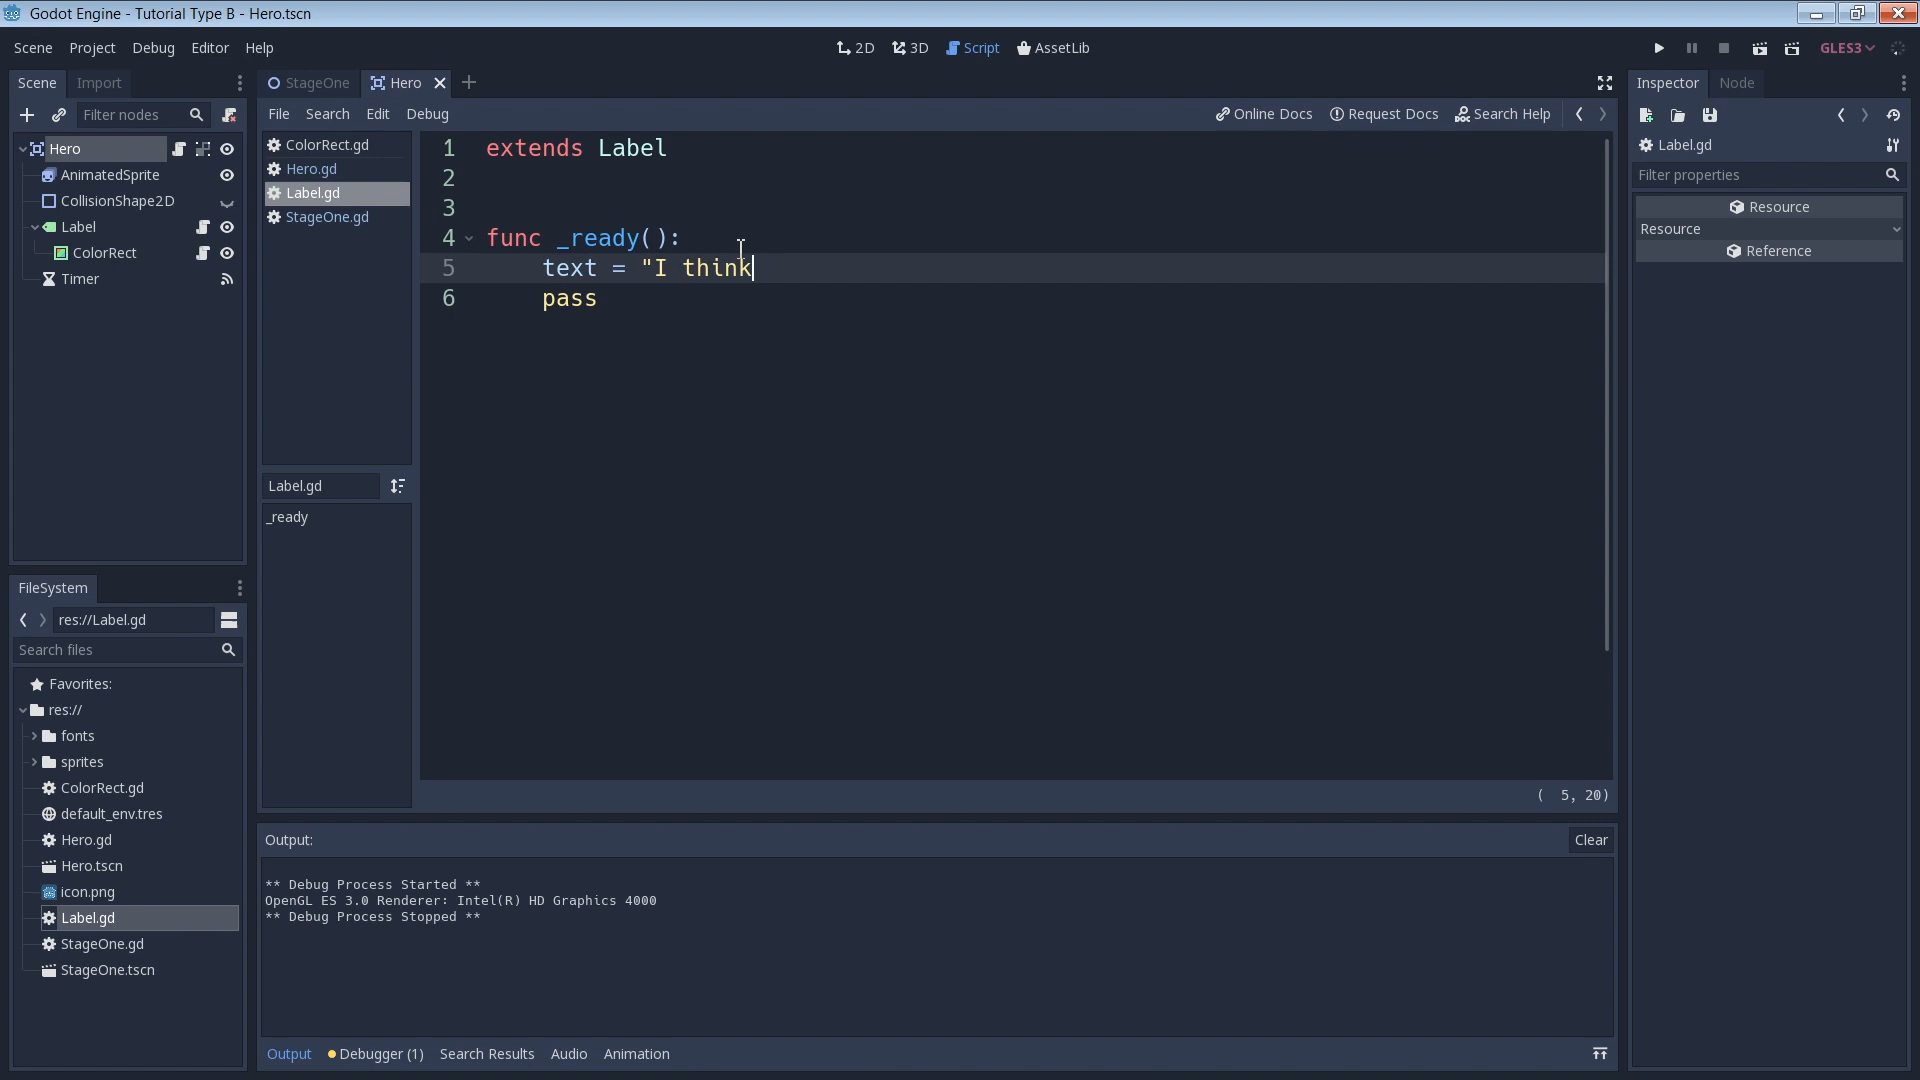 Godot Engine - Tutorial Type B - Hero.tscn
Scene Project Debug Editor Help
2D 3D Script AssetLib
GLES3
Scene Import
Filter nodes
Hero
AnimatedSprite
CollisionShape2D
Label
ColorRect
Timer
StageOne Hero
File Search Edit Debug
Online Docs Request Docs Search Help
ColorRect.gd
Hero.gd
Label.gd
StageOne.gd
Label.gd
_ready
1 extends Label
2
3
4 func _ready():
5 text = "I think
6 pass
( 5, 20)
Inspector Node
Label.gd
Filter properties
Resource
Resource
Reference
FileSystem
res://Label.gd
Search files
Favorites:
res://
fonts
sprites
ColorRect.gd
default_env.tres
Hero.gd
Hero.tscn
icon.png
Label.gd
StageOne.gd
StageOne.tscn
Output:
Clear
** Debug Process Started **
OpenGL ES 3.0 Renderer: Intel(R) HD Graphics 4000
** Debug Process Stopped **
Output Debugger (1) Search Results Audio Animation